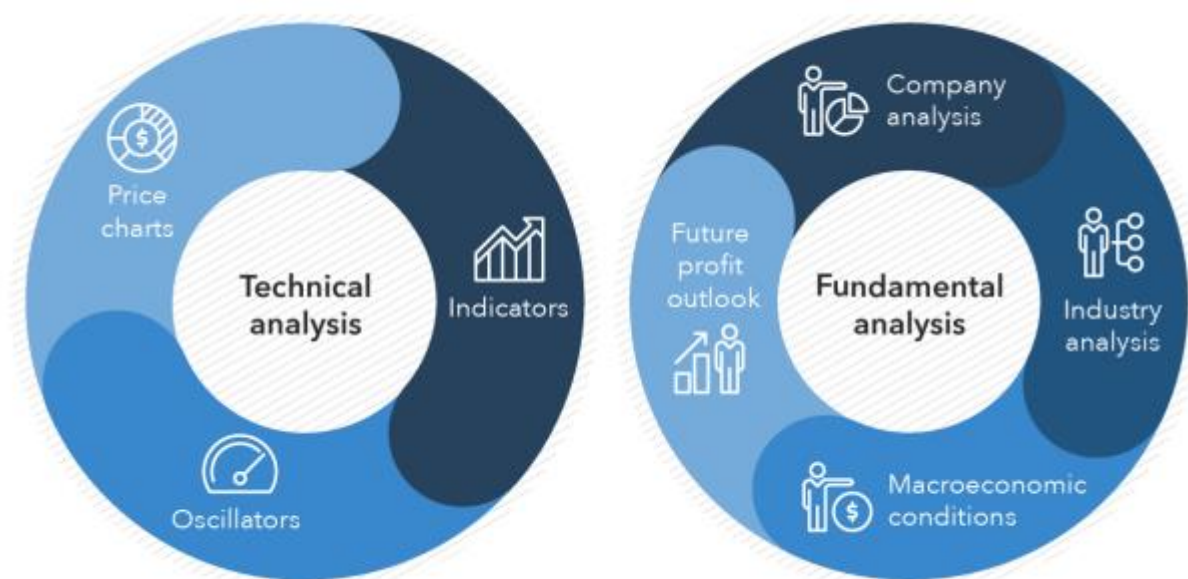 Price
charts
$
Technical
analysis
Indicators
Oscillators
Company
analysis
Future
profit
outlook
Fundamental
analysis
Industry
analysis
Macroeconomic
conditions
$